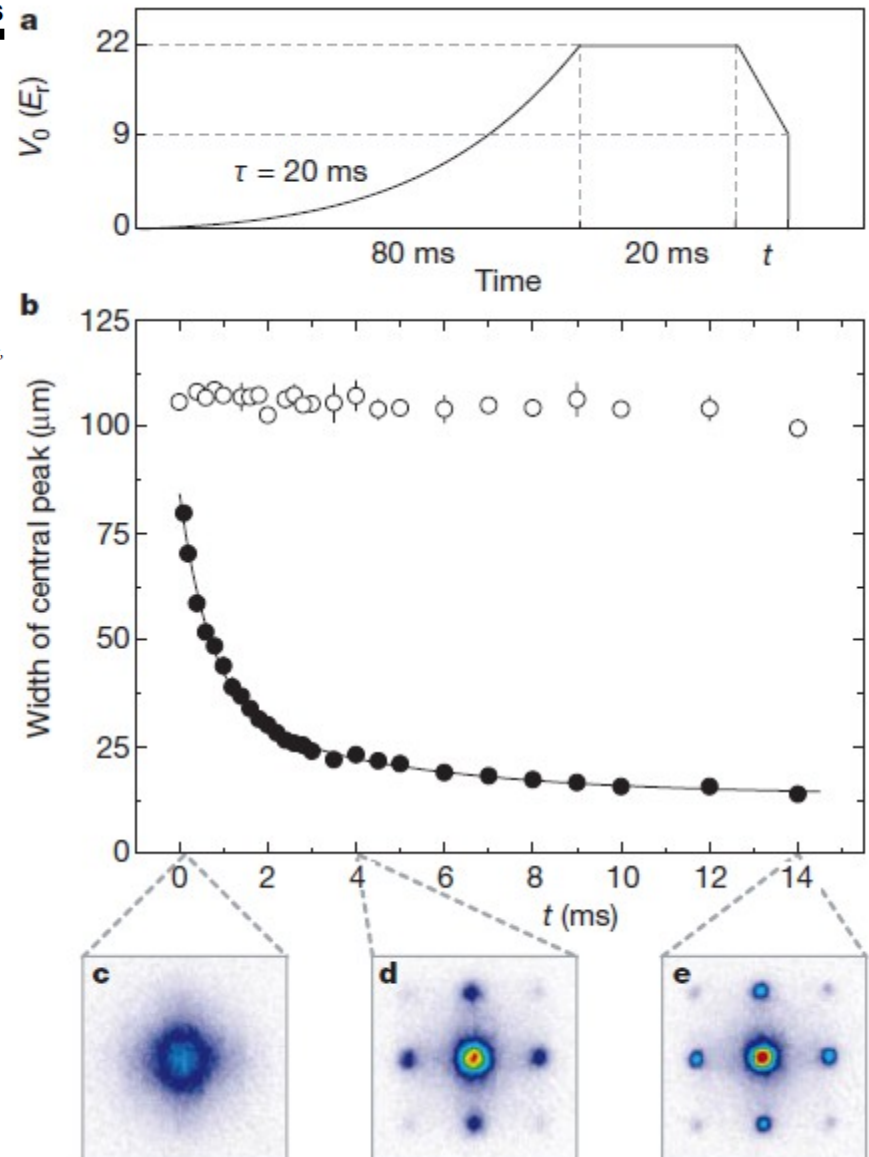 s
a
22
9
0
V₀ (Eᵣ)
τ = 20 ms
80 ms
20 ms
t
Time
b
,
125
100
75
50
25
0
Width of central peak (μm)
0 2 4 6 8 10 12 14
t (ms)
c d e